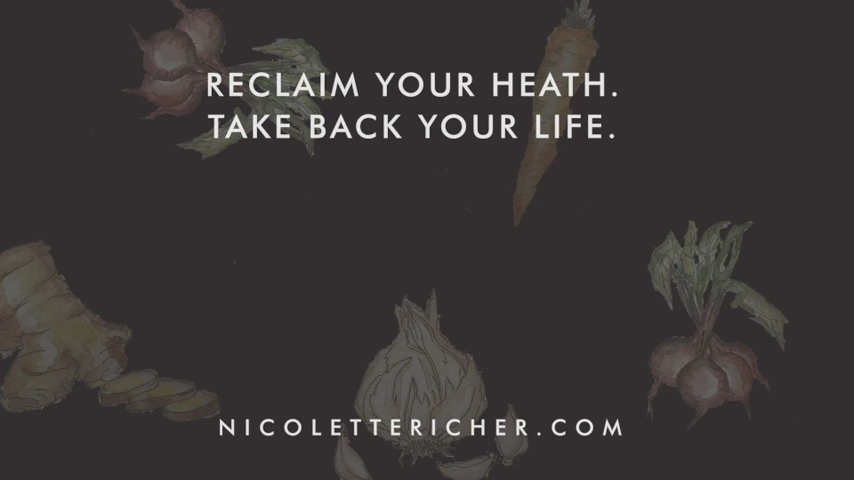 RECLAIM YOUR HEATH.
TAKE BACK YOUR LIFE.
NICOLETTERICHER.COM